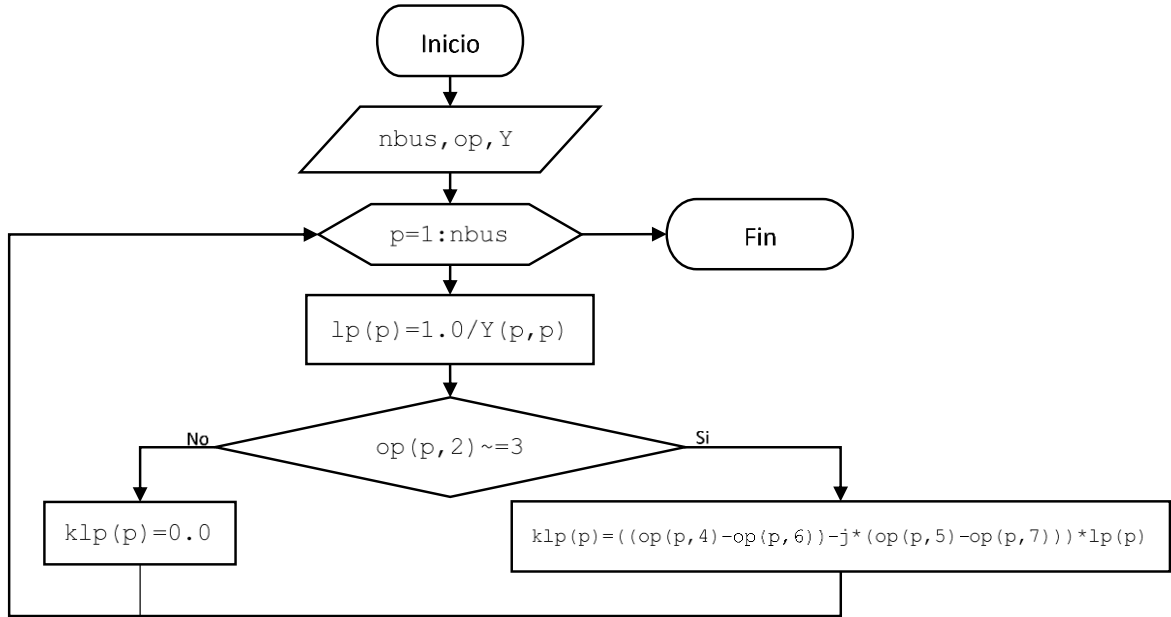 Inicio
nbus,op,Y
p=1:nbus
Fin
lp(p)=1.0/Y(p,p)
op(p,2)~=3
No
Si
klp(p)=0.0
klp(p)=((op(p,4)-op(p,6))-j*(op(p,5)-op(p,7)))*lp(p)